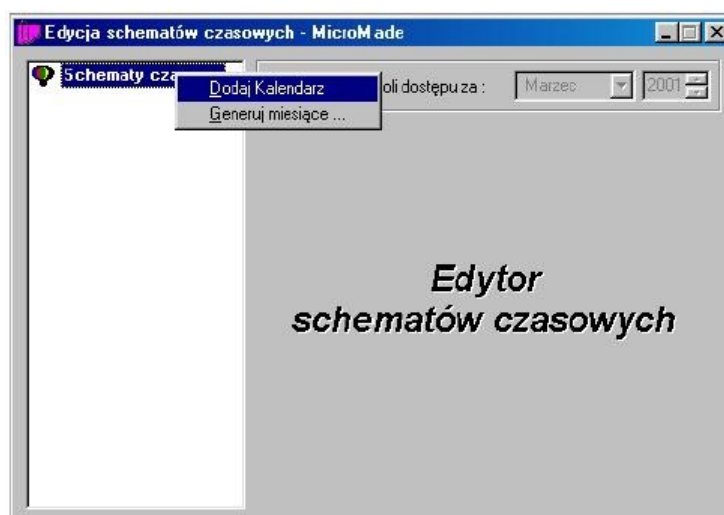 Edycja schematów czasowych - MicroMade
Schematy cza
oli dostępu za :
Marzec
2001
Dodaj Kalendarz
Generuj miesiące ...
Edytor
schematów czasowych